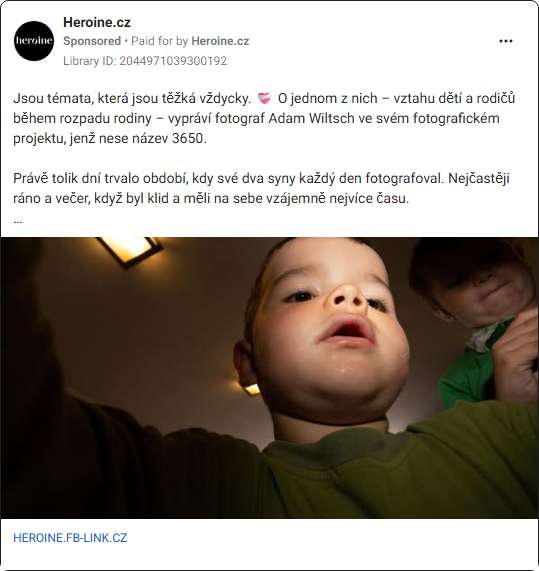 heroine
Heroine.cz
Sponsored • Paid for by Heroine.cz
Library ID: 2044971039300192
Jsou témata, která jsou těžká vždycky. 💝 O jednom z nich – vztahu dětí a rodičů
během rozpadu rodiny – vypráví fotograf Adam Wiltsch ve svém fotografickém
projektu, jenž nese název 3650.
Právě tolik dní trvalo období, kdy své dva syny každý den fotografoval. Nejčastěji
ráno a večer, když byl klid a měli na sebe vzájemně nejvíce času.
...
HEROINE.FB-LINK.CZ